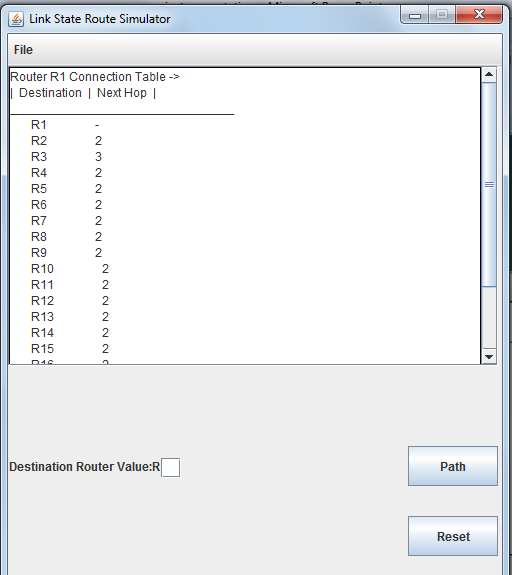 Link State Route Simulator
File
Router R1 Connection Table ->
| Destination | Next Hop |
R1 -
R2 2
R3 3
R4 2
R5 2
R6 2
R7 2
R8 2
R9 2
R10 2
R11 2
R12 2
R13 2
R14 2
R15 2
R16 2
Destination Router Value:R
Path
Reset